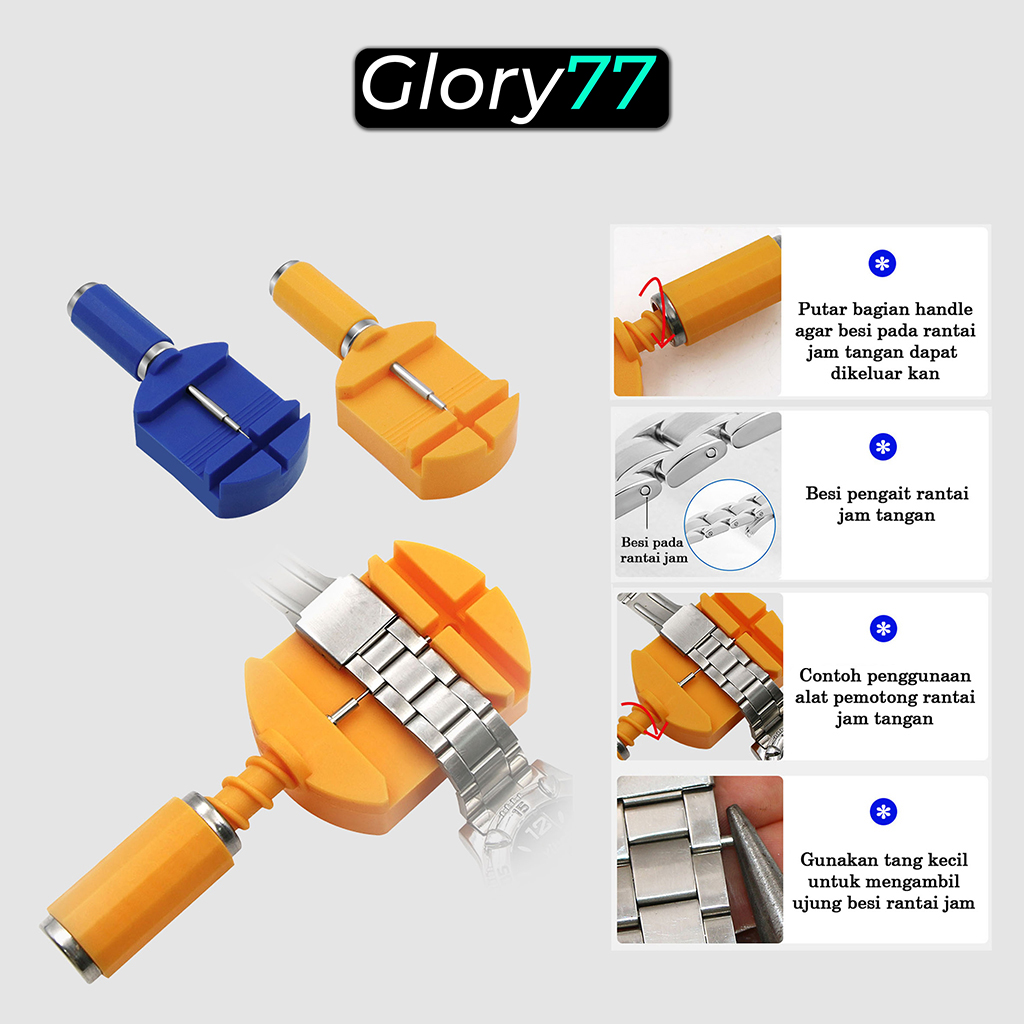 Glory77
Putar bagian handle
agar besi pada rantai
jam tangan dapat
dikeluar kan
Besi pada
rantai jam
Besi pengait rantai
jam tangan
Contoh penggunaan
alat pemotong rantai
jam tangan
15
12
Gunakan tang kecil
untuk mengambil
ujung besi rantai jam